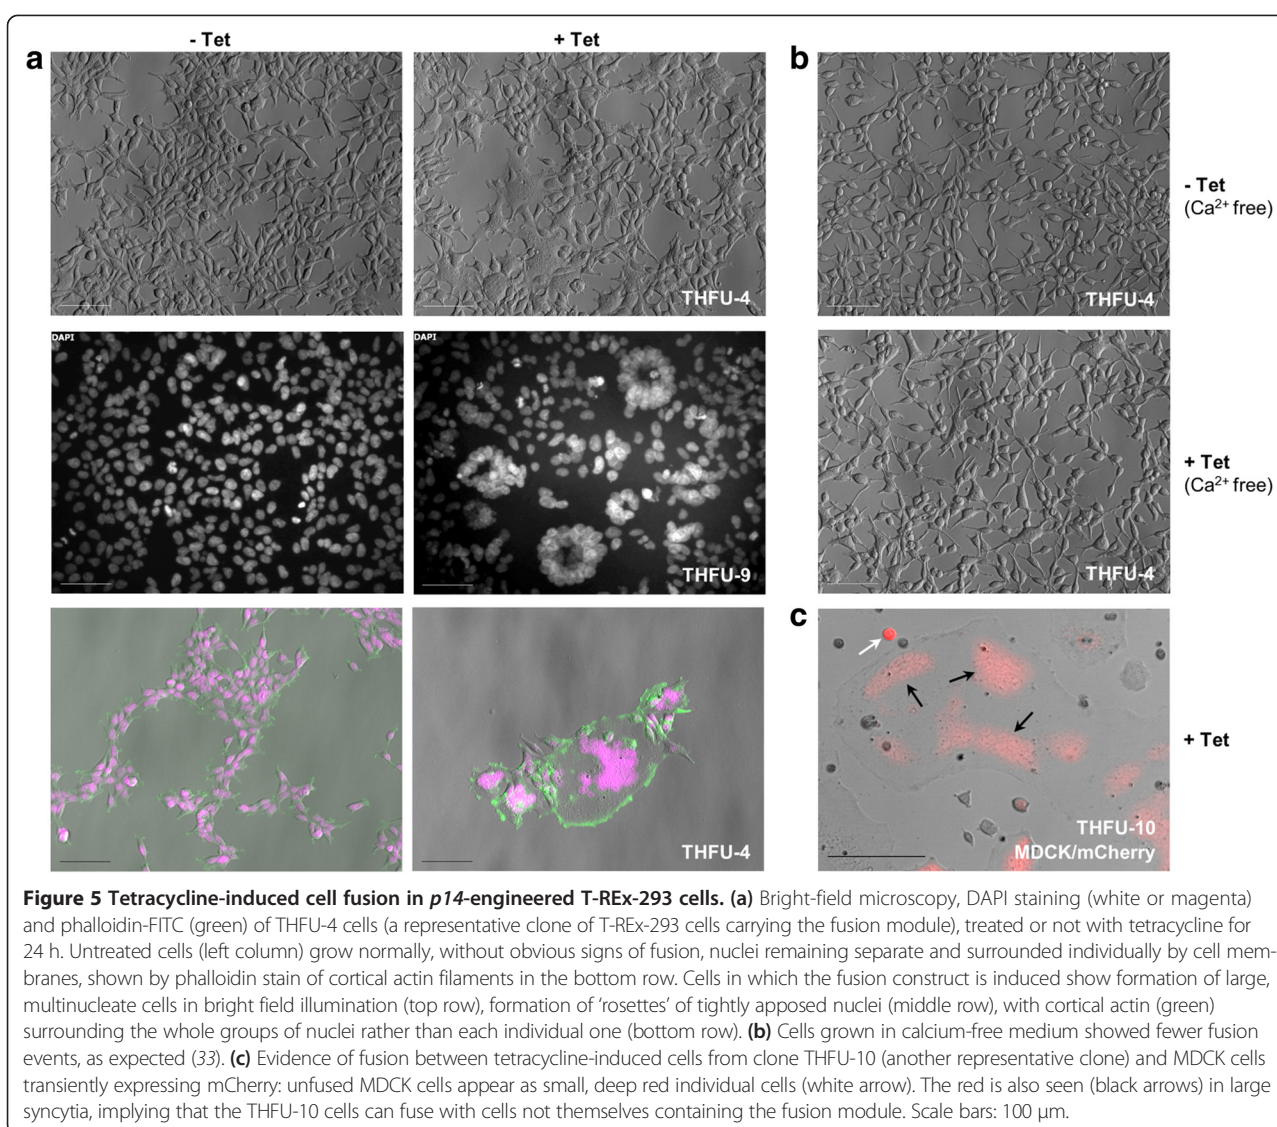 - Tet
+ Tet
a
b
THFU-4
THFU-4
- Tet
(Ca²⁺ free)
DAPI
DAPI
THFU-9
THFU-4
+ Tet
(Ca²⁺ free)
THFU-4
c
THFU-10
MDCK/mCherry
+ Tet
Figure 5 Tetracycline-induced cell fusion in p14-engineered T-REx-293 cells. (a) Bright-field microscopy, DAPI staining (white or magenta)
and phalloidin-FITC (green) of THFU-4 cells (a representative clone of T-REx-293 cells carrying the fusion module), treated or not with tetracycline for
24 h. Untreated cells (left column) grow normally, without obvious signs of fusion, nuclei remaining separate and surrounded individually by cell mem-
branes, shown by phalloidin stain of cortical actin filaments in the bottom row. Cells in which the fusion construct is induced show formation of large,
multinucleate cells in bright field illumination (top row), formation of ‘rosettes’ of tightly apposed nuclei (middle row), with cortical actin (green)
surrounding the whole groups of nuclei rather than each individual one (bottom row). (b) Cells grown in calcium-free medium showed fewer fusion
events, as expected (33). (c) Evidence of fusion between tetracycline-induced cells from clone THFU-10 (another representative clone) and MDCK cells
transiently expressing mCherry: unfused MDCK cells appear as small, deep red individual cells (white arrow). The red is also seen (black arrows) in large
syncytia, implying that the THFU-10 cells can fuse with cells not themselves containing the fusion module. Scale bars: 100 μm.